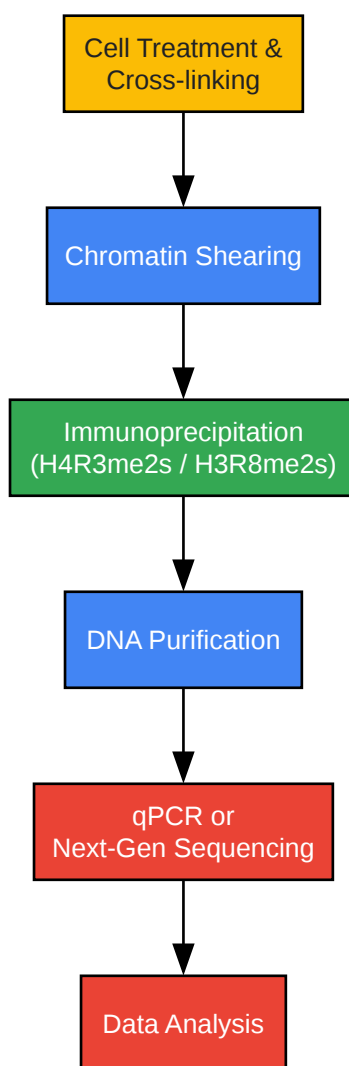 Cell Treatment &
Cross-linking
Chromatin Shearing
Immunoprecipitation
(H4R3me2s / H3R8me2s)
DNA Purification
qPCR or
Next-Gen Sequencing
Data Analysis